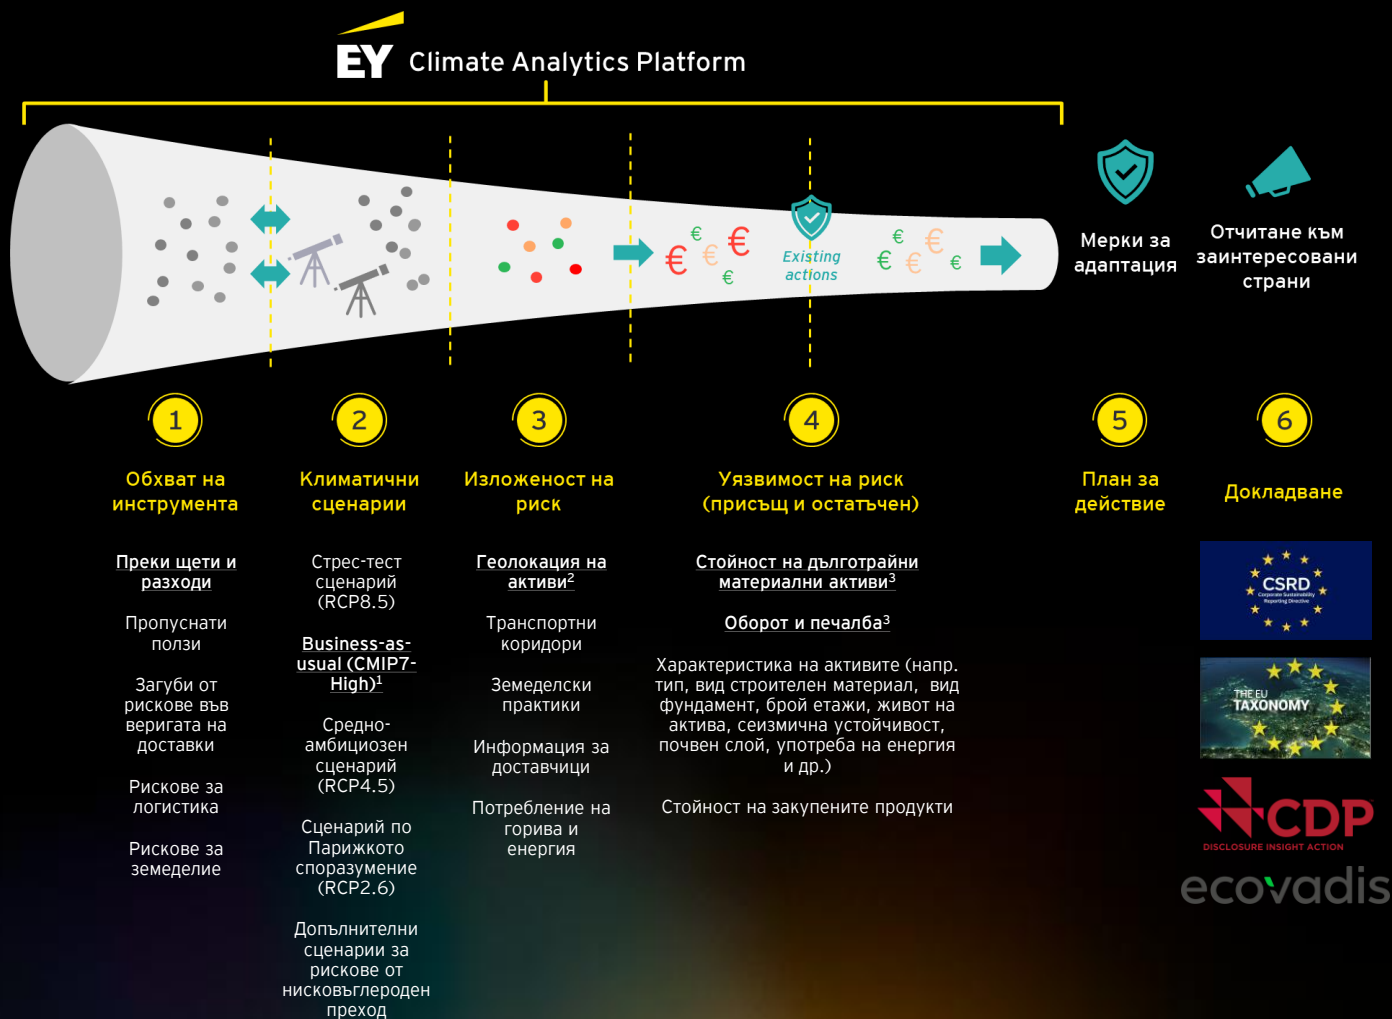 EY Climate Analytics Platform
€
€
€
€
€
Existing
actions
€
€
€
€
Мерки за
адаптация
Отчитане към
заинтересовани
страни
1
Обхват на
инструмента
Преки щети и
разходи
Пропуснати
ползи
Загуби от
рискове във
веригата на
доставки
Рискове за
логистика
Рискове за
земеделие
2
Климатични
сценарии
Стрес-тест
сценарий
(RCP8.5)
Business-as-
usual (CMIP7-
High)¹
Средно-
амбициозен
сценарий
(RCP4.5)
Сценарий по
Парижкото
споразумение
(RCP2.6)
Допълнителни
сценарии за
рискове от
нисковъглероден
преход
3
Изложеност на
риск
Геолокация на
активи²
Транспортни
коридори
Земеделски
практики
Информация за
доставчици
Потребление на
горива и
енергия
4
Уязвимост на риск
(присъщ и остатъчен)
Стойност на дълготрайни
материални активи³
Оборот и печалба³
Характеристика на активите (напр.
тип, вид строителен материал, вид
фундамент, брой етажи, живот на
актива, сеизмична устойчивост,
почвен слой, употреба на енергия
и др.)
Стойност на закупените продукти
5
План за
действие
6
Докладване
CSRD
Corporate Sustainability
Reporting Directive
THE EU
TAXONOMY
CDP
DISCLOSURE INSIGHT ACTION
ecovadis